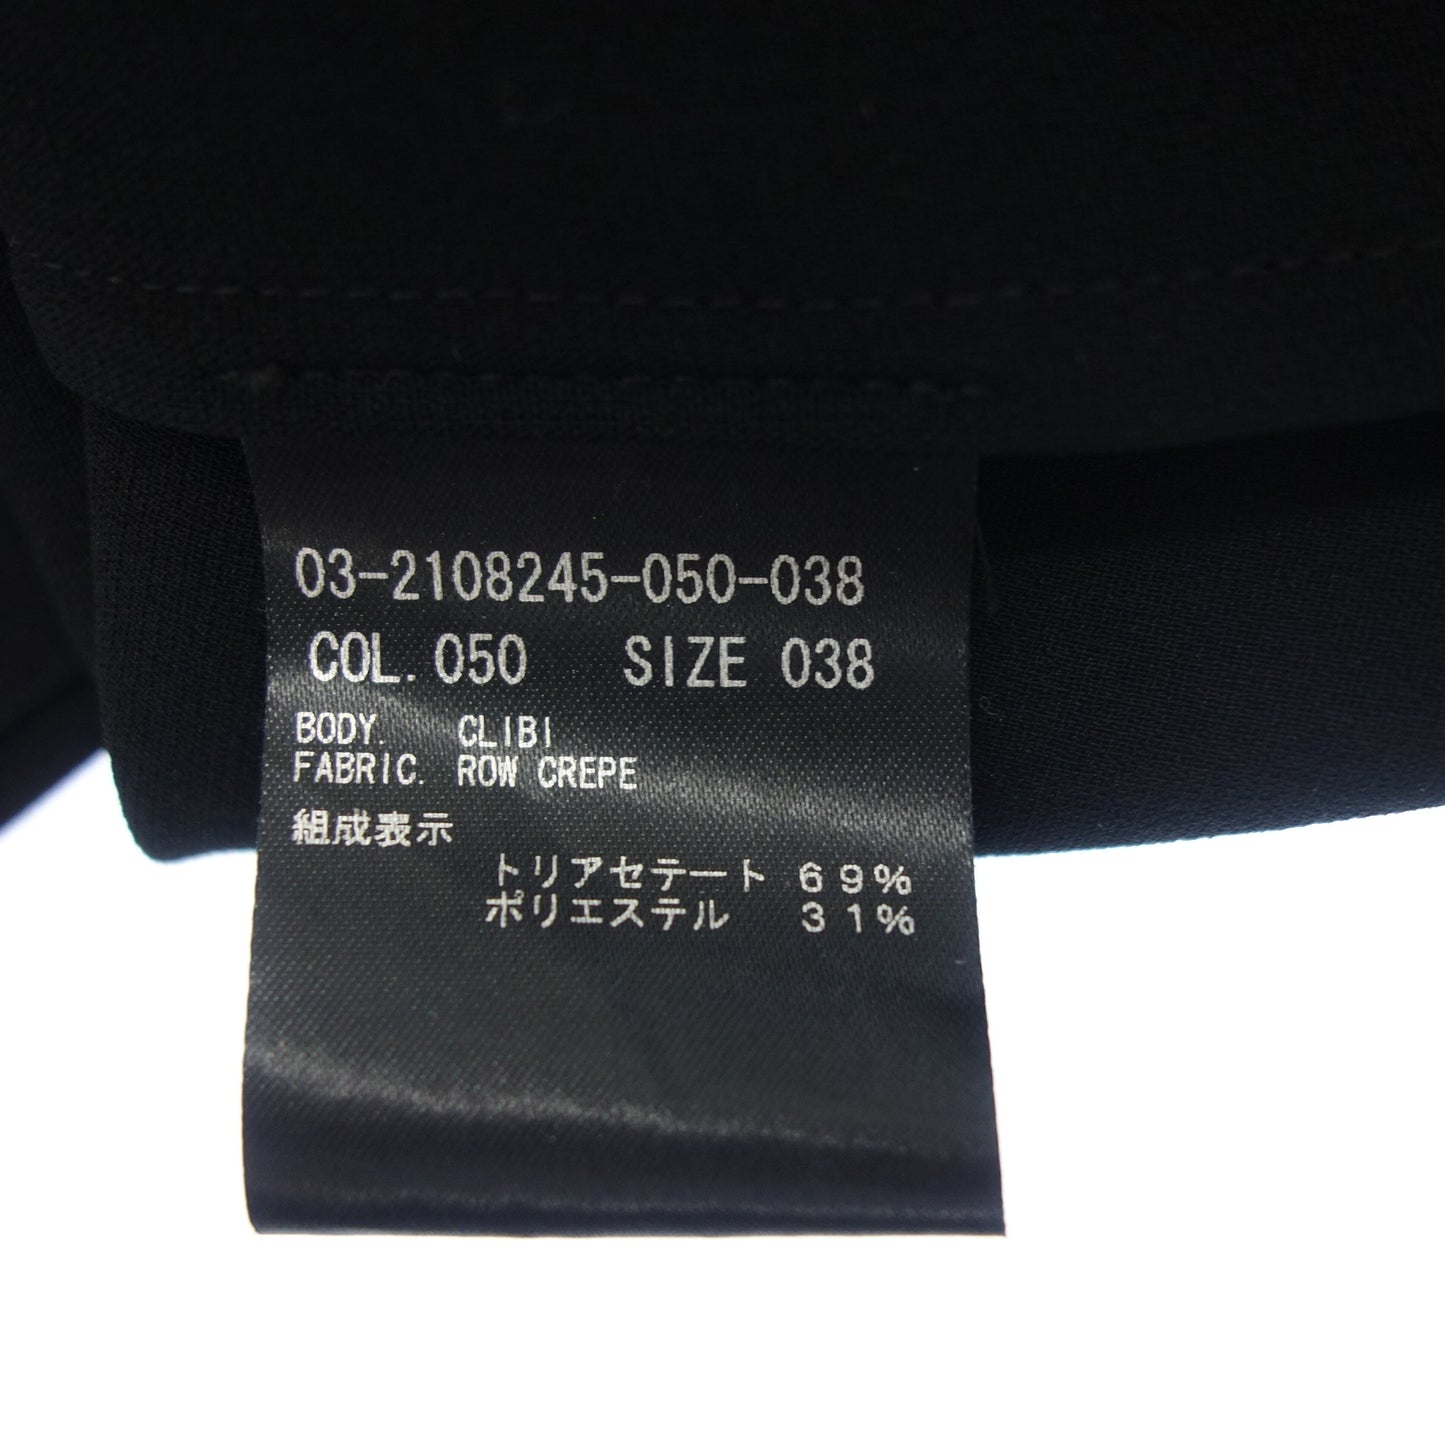 03-2108245-050-038
COL. 050 SIZE 038
BODY. CLIBI
FABRIC. ROW CREPE
組成表示
トリアセテート 69%
ポリエステル 31%